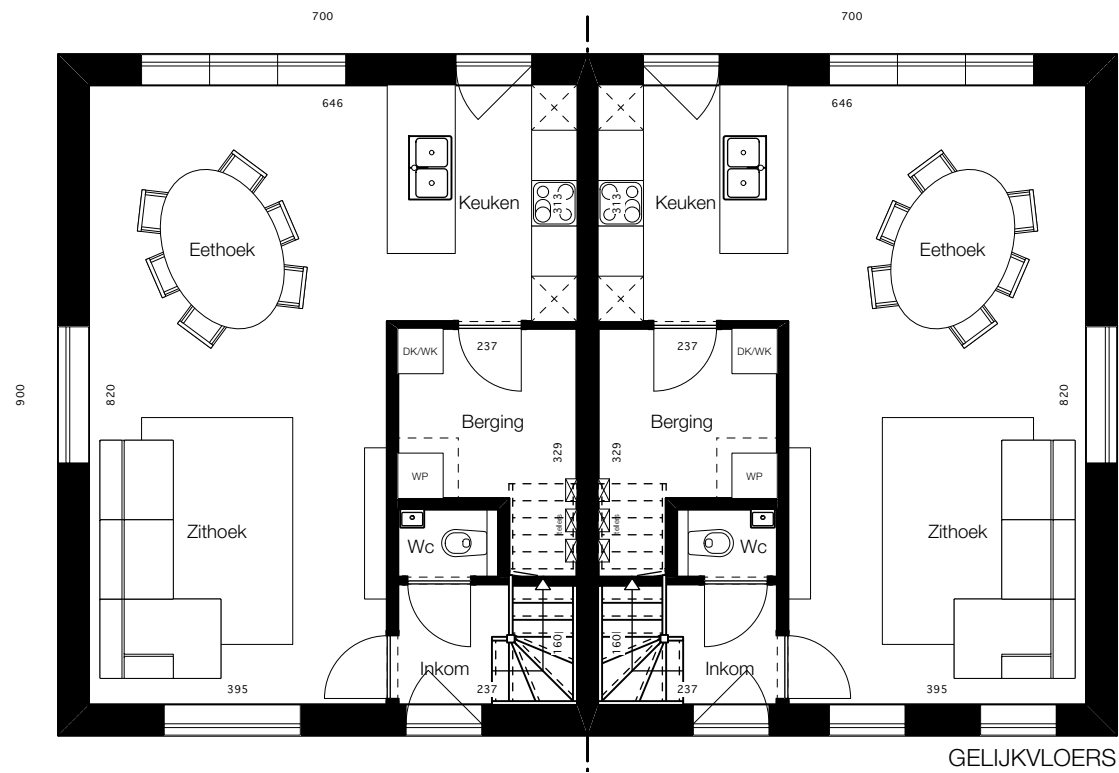 700 700
646 646
Keuken 313 313 Keuken
Eethoek Eethoek
DK/WK 237 237 DK/WK
900 820 820
Berging Berging
329 329
WP WP
tellers tellers
Zithoek Wc Wc Zithoek
160 160
Inkom Inkom
395 237 237 395
GELIJKVLOERS